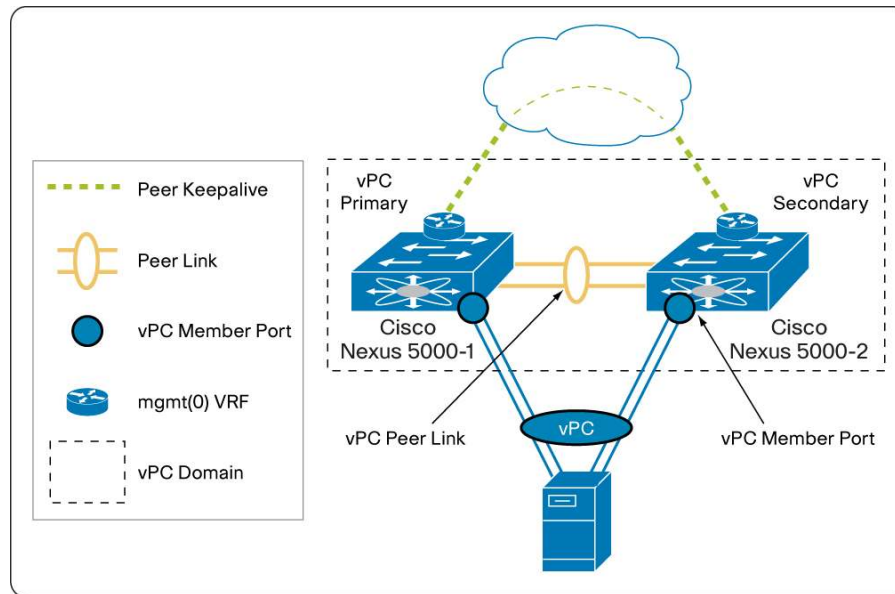 Peer Keepalive
Peer Link
vPC Member Port
mgmt(0) VRF
vPC Domain
vPC
Primary
vPC
Secondary
Cisco
Nexus 5000-1
Cisco
Nexus 5000-2
vPC Peer Link
vPC
vPC Member Port